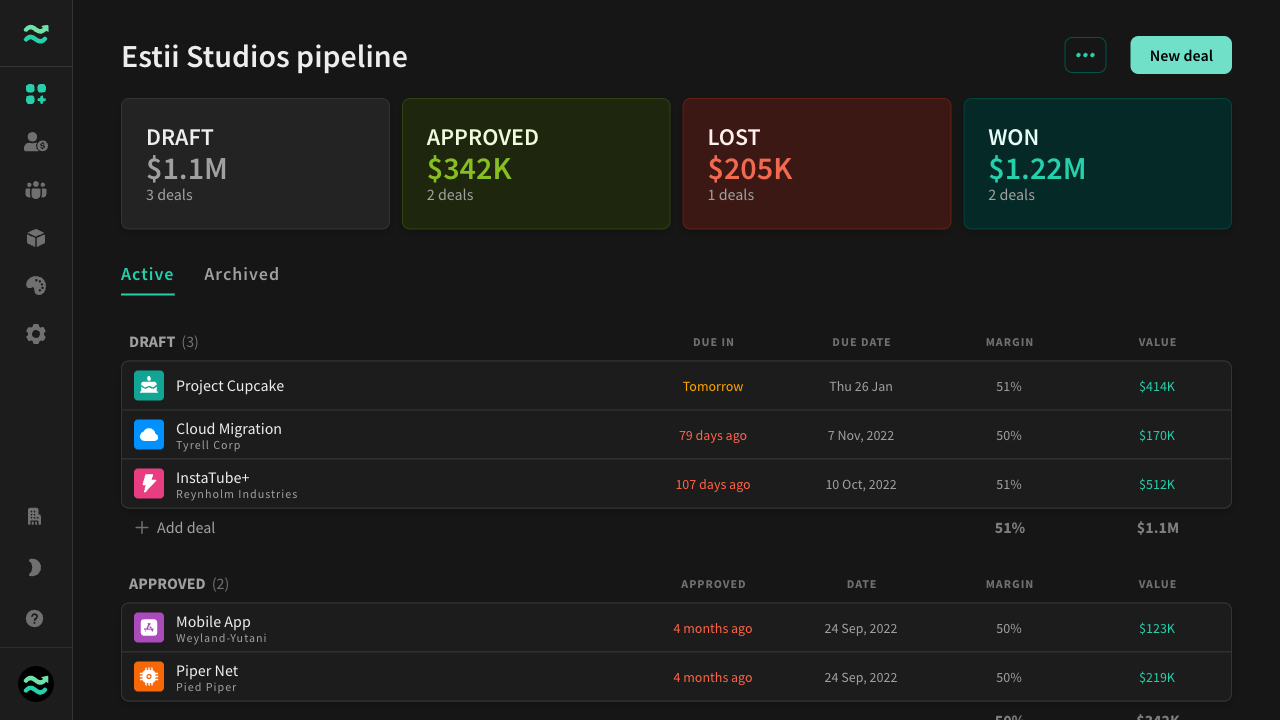 Estii Studios pipeline
New deal
DRAFT
$1.1M
3 deals
APPROVED
$342K
2 deals
LOST
$205K
1 deals
WON
$1.22M
2 deals
Active Archived
DRAFT (3) DUE IN DUE DATE MARGIN VALUE
Project Cupcake Tomorrow Thu 26 Jan 51% $414K
Cloud Migration
Tyrell Corp
79 days ago 7 Nov, 2022 50% $170K
InstaTube+
Reynholm Industries
107 days ago 10 Oct, 2022 51% $512K
Add deal 51% $1.1M
APPROVED (2) APPROVED DATE MARGIN VALUE
Mobile App
Weyland-Yutani
4 months ago 24 Sep, 2022 50% $123K
Piper Net
Pied Piper
4 months ago 24 Sep, 2022 50% $219K
50% $342K